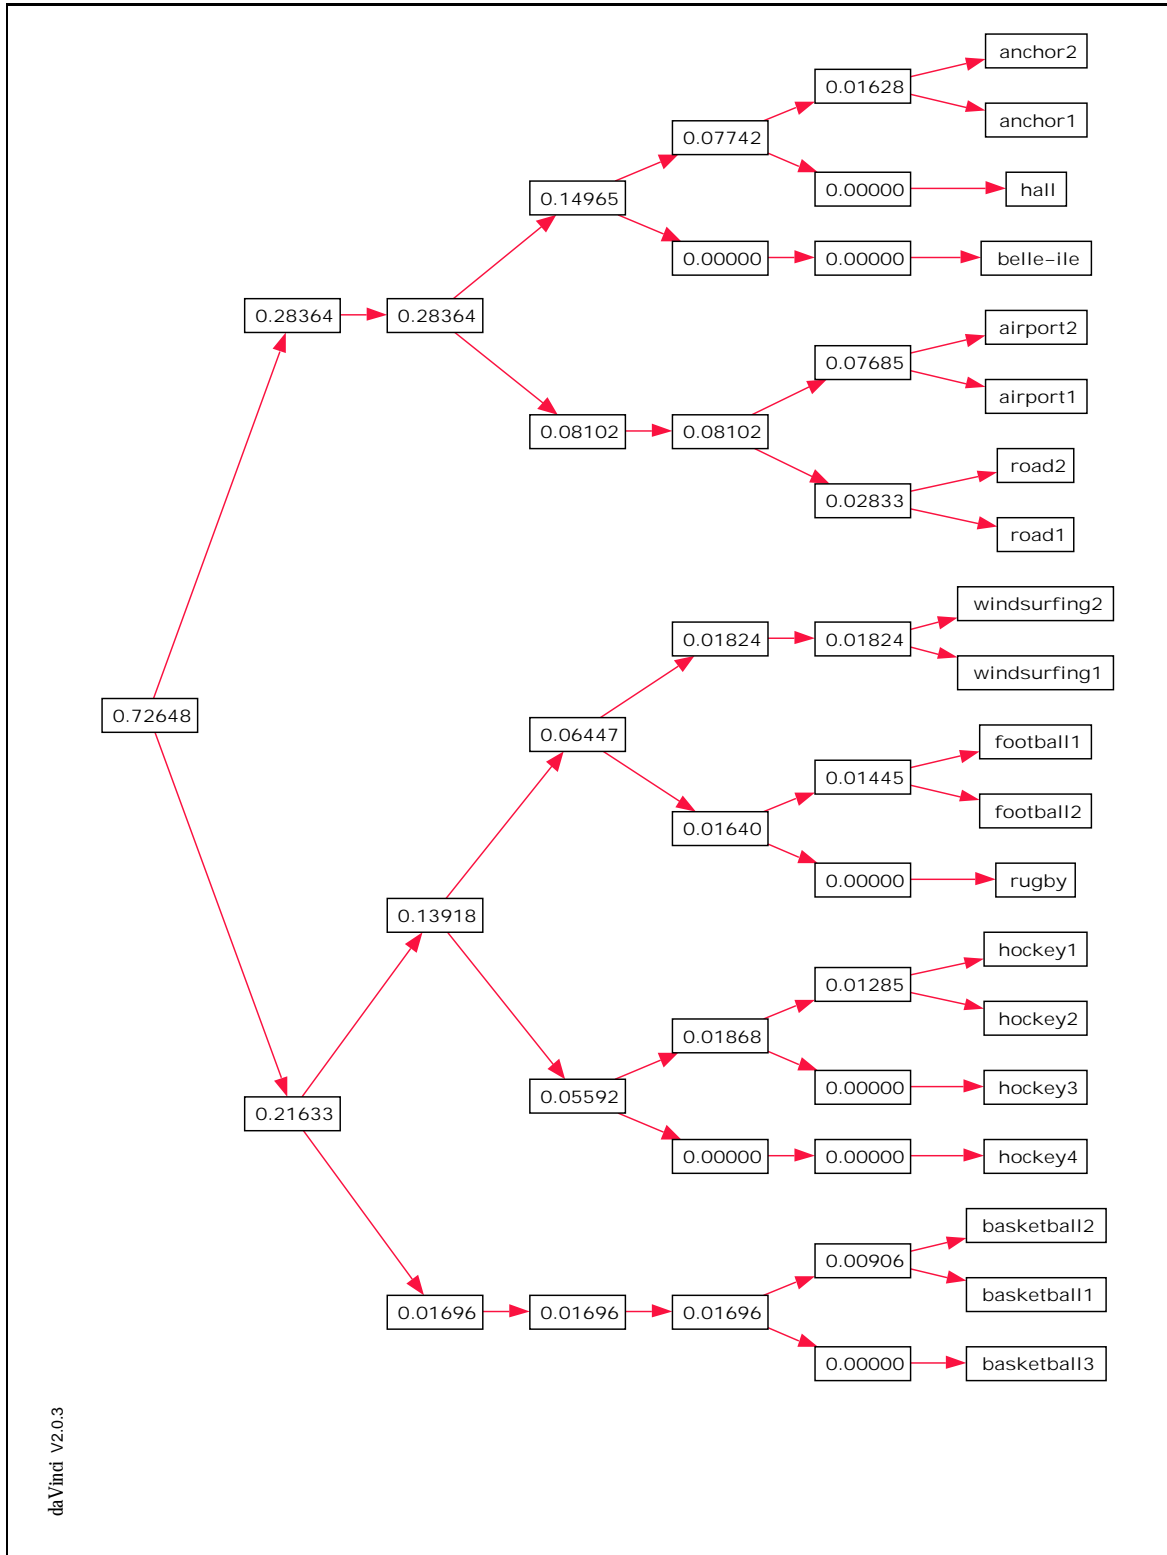 anchor2
0.01628
anchor1
0.07742
0.00000
hall
0.14965
0.00000
0.00000
belle-ile
0.28364
0.28364
airport2
0.07685
airport1
0.08102
0.08102
road2
0.02833
road1
windsurfing2
0.01824
0.01824
windsurfing1
0.72648
0.06447
football1
0.01445
football2
0.01640
0.00000
rugby
0.13918
hockey1
0.01285
hockey2
0.01868
0.00000
hockey3
0.05592
0.21633
0.00000
0.00000
hockey4
basketball2
0.00906
basketball1
0.01696
0.01696
0.01696
0.00000
basketball3
daVinci V2.0.3